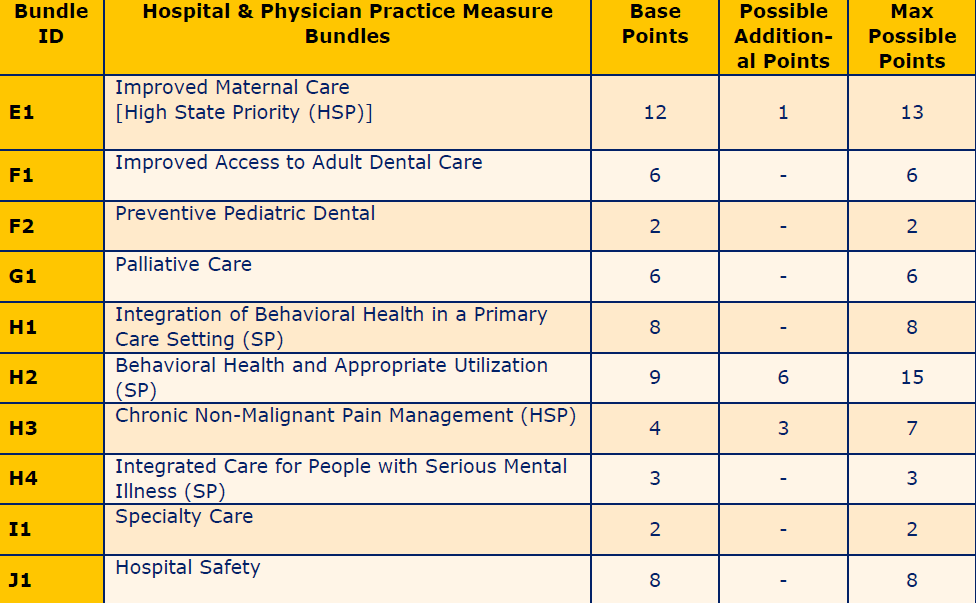 Bundle ID Hospital & Physician Practice Measure Bundles Base Points Possible Addition-al Points Max Possible Points
E1 Improved Maternal Care 12 1 13
[High State Priority (HSP)]
F1 Improved Access to Adult Dental Care 6 - 6
F2 Preventive Pediatric Dental 2 - 2
G1 Palliative Care 6 - 6
H1 Integration of Behavioral Health in a Primary 8 - 8
Care Setting (SP)
H2 Behavioral Health and Appropriate Utilization 9 6 15
(SP)
H3 Chronic Non-Malignant Pain Management (HSP) 4 3 7
H4 Integrated Care for People with Serious Mental 3 - 3
Illness (SP)
I1 Specialty Care 2 - 2
J1 Hospital Safety 8 - 8